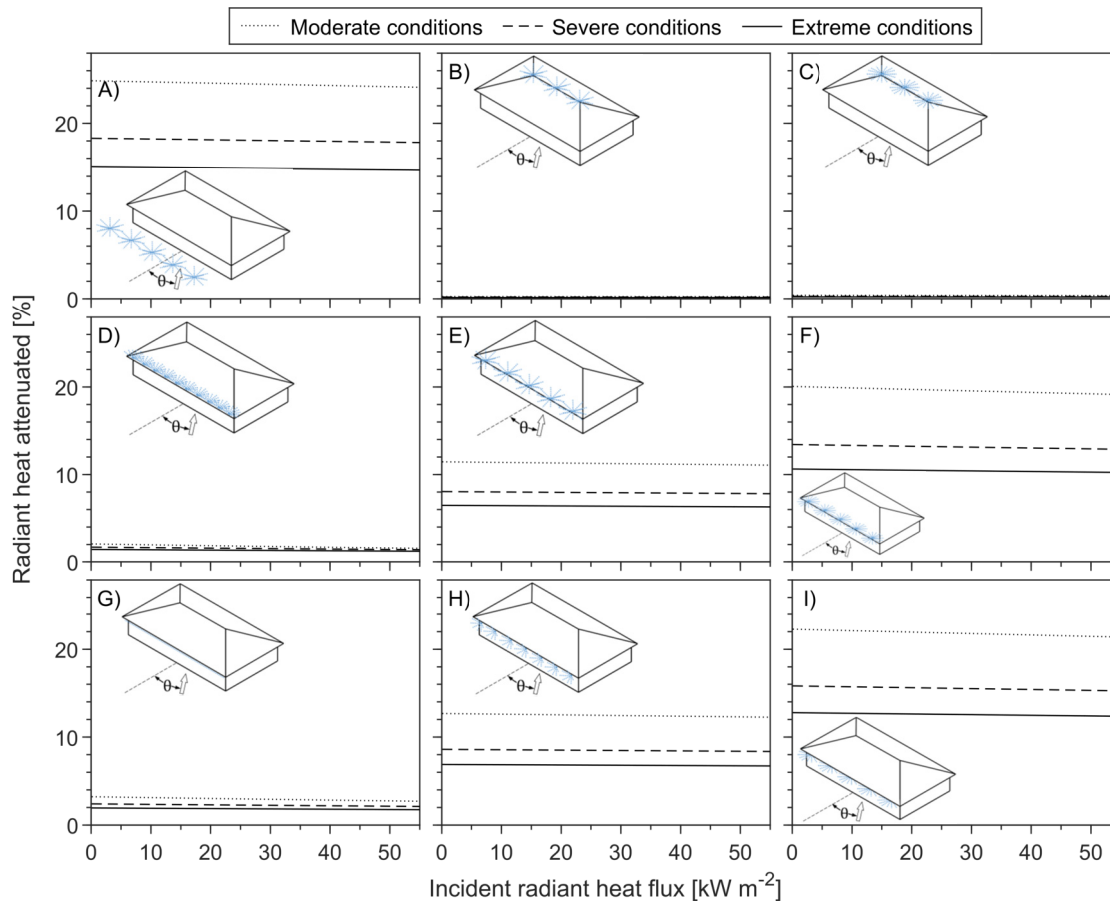 Moderate conditions Severe conditions Extreme conditions
A) B) C)
θ θ θ
20
10
0
D) E) F)
θ θ θ
20
10
0
G) H) I)
θ θ θ
20
10
0
0 10 20 30 40 50 0 10 20 30 40 50 0 10 20 30 40 50
Radiant heat attenuated [%]
Incident radiant heat flux [kW m⁻²]